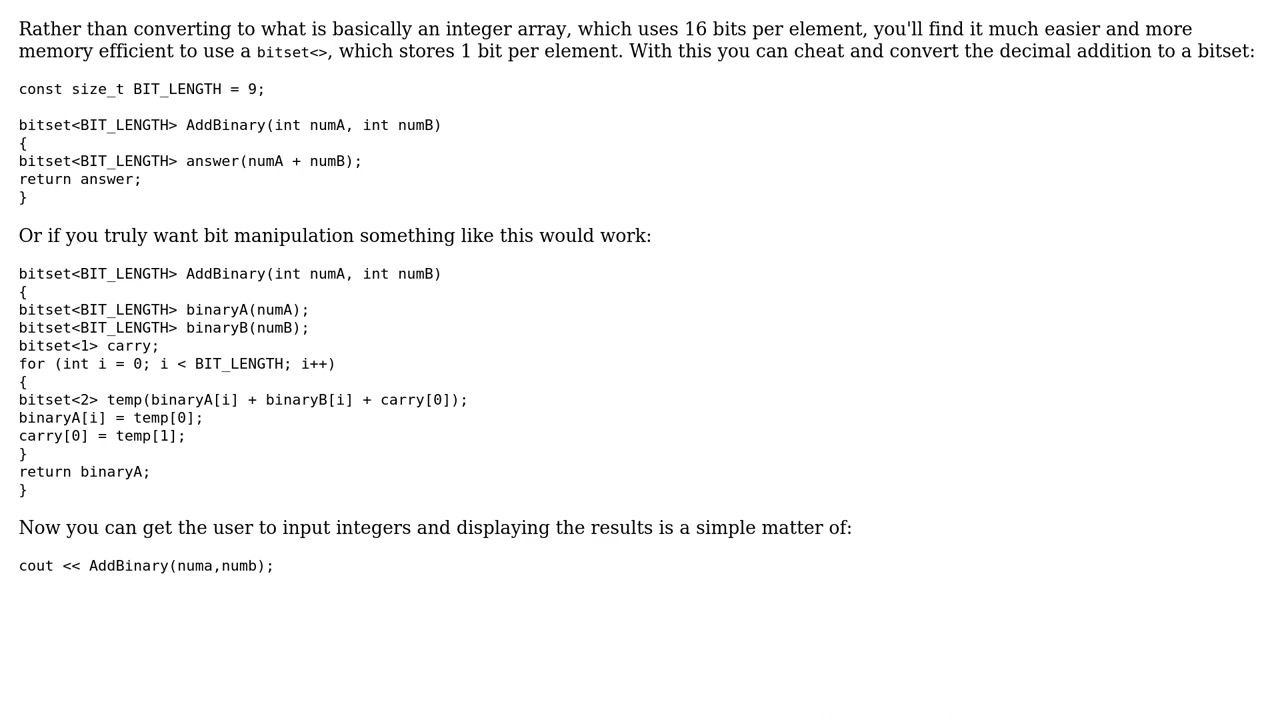 Rather than converting to what is basically an integer array, which uses 16 bits per element, you'll find it much easier and more
memory efficient to use a bitset<>, which stores 1 bit per element. With this you can cheat and convert the decimal addition to a bitset:
const size_t BIT_LENGTH = 9;
bitset<BIT_LENGTH> AddBinary(int numA, int numB)
{
bitset<BIT_LENGTH> answer(numA + numB);
return answer;
}
Or if you truly want bit manipulation something like this would work:
bitset<BIT_LENGTH> AddBinary(int numA, int numB)
{
bitset<BIT_LENGTH> binaryA(numA);
bitset<BIT_LENGTH> binaryB(numB);
bitset<1> carry;
for (int i = 0; i < BIT_LENGTH; i++)
{
bitset<2> temp(binaryA[i] + binaryB[i] + carry[0]);
binaryA[i] = temp[0];
carry[0] = temp[1];
}
return binaryA;
}
Now you can get the user to input integers and displaying the results is a simple matter of:
cout << AddBinary(numa,numb);